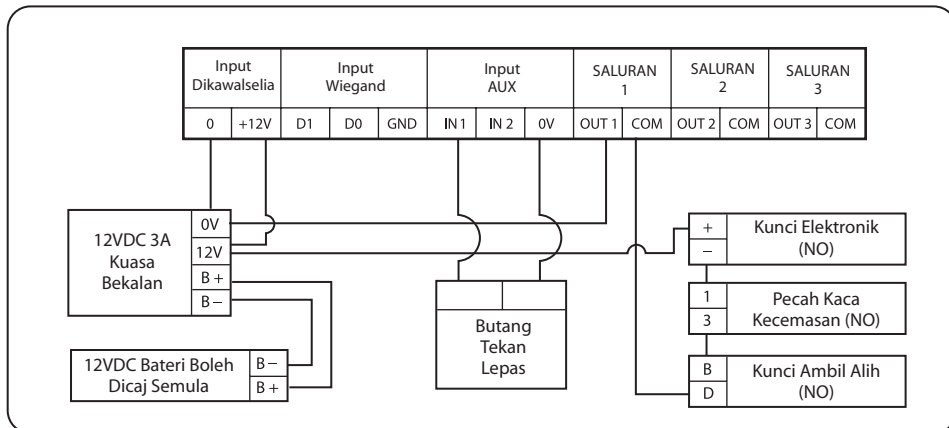 Input Dikawalselia
Input Wiegand
Input AUX
SALURAN 1
SALURAN 2
SALURAN 3
0 +12V D1 D0 GND IN 1 IN 2 0V OUT 1 COM OUT 2 COM OUT 3 COM
12VDC 3A
Kuasa
Bekalan
0V
12V
B +
B –
12VDC Bateri Boleh
Dicaj Semula
B –
B +
Butang
Tekan
Lepas
+
–
Kunci Elektronik
(NO)
1
3
Pecah Kaca
Kecemasan (NO)
B
D
Kunci Ambil Alih
(NO)